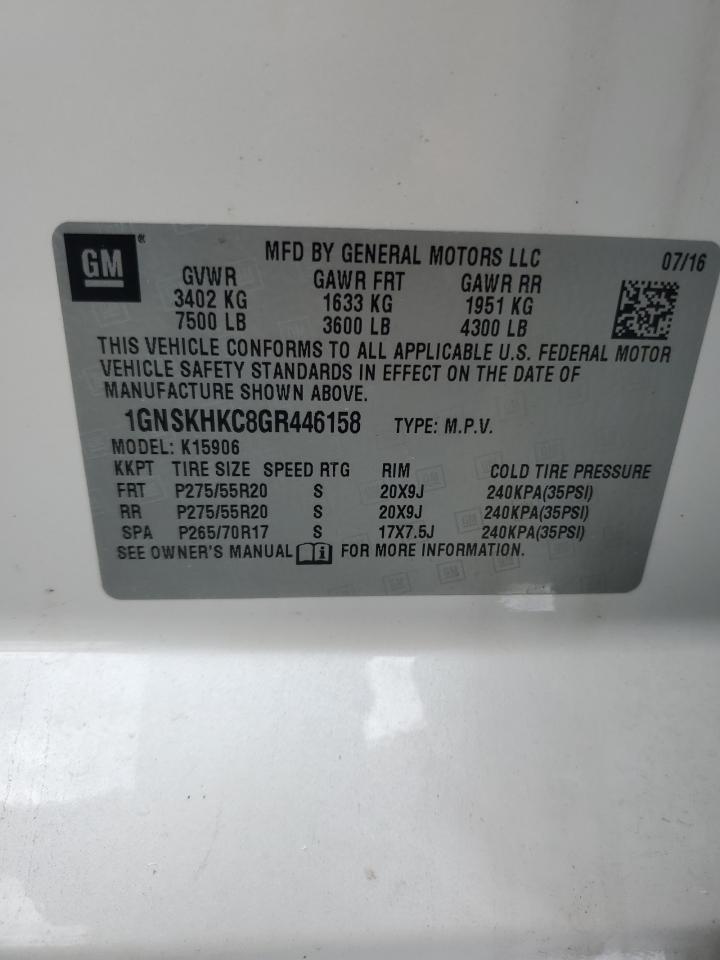 GM ® MFD BY GENERAL MOTORS LLC 07/16
GVWR GAWR FRT GAWR RR
3402 KG 1633 KG 1951 KG
7500 LB 3600 LB 4300 LB
THIS VEHICLE CONFORMS TO ALL APPLICABLE U.S. FEDERAL MOTOR
VEHICLE SAFETY STANDARDS IN EFFECT ON THE DATE OF
MANUFACTURE SHOWN ABOVE.
1GNSKHKC8GR446158 TYPE: M.P.V.
MODEL: K15906
KKPT TIRE SIZE SPEED RTG RIM COLD TIRE PRESSURE
FRT P275/55R20 S 20X9J 240KPA(35PSI)
RR P275/55R20 S 20X9J 240KPA(35PSI)
SPA P265/70R17 S 17X7.5J 240KPA(35PSI)
SEE OWNER'S MANUAL i FOR MORE INFORMATION.